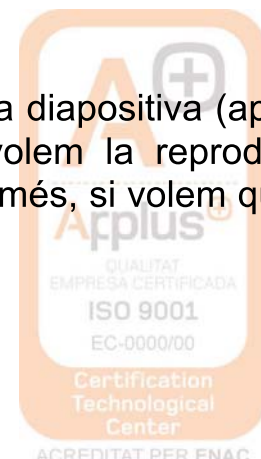 a diapositiva (ap
volem la reprod
més, si volem qu
A+
Applus⊕
QUALITAT
EMPRESA CERTIFICADA
ISO 9001
EC-0000/00
Certification
Technological
Center
ACREDITAT PER ENAC